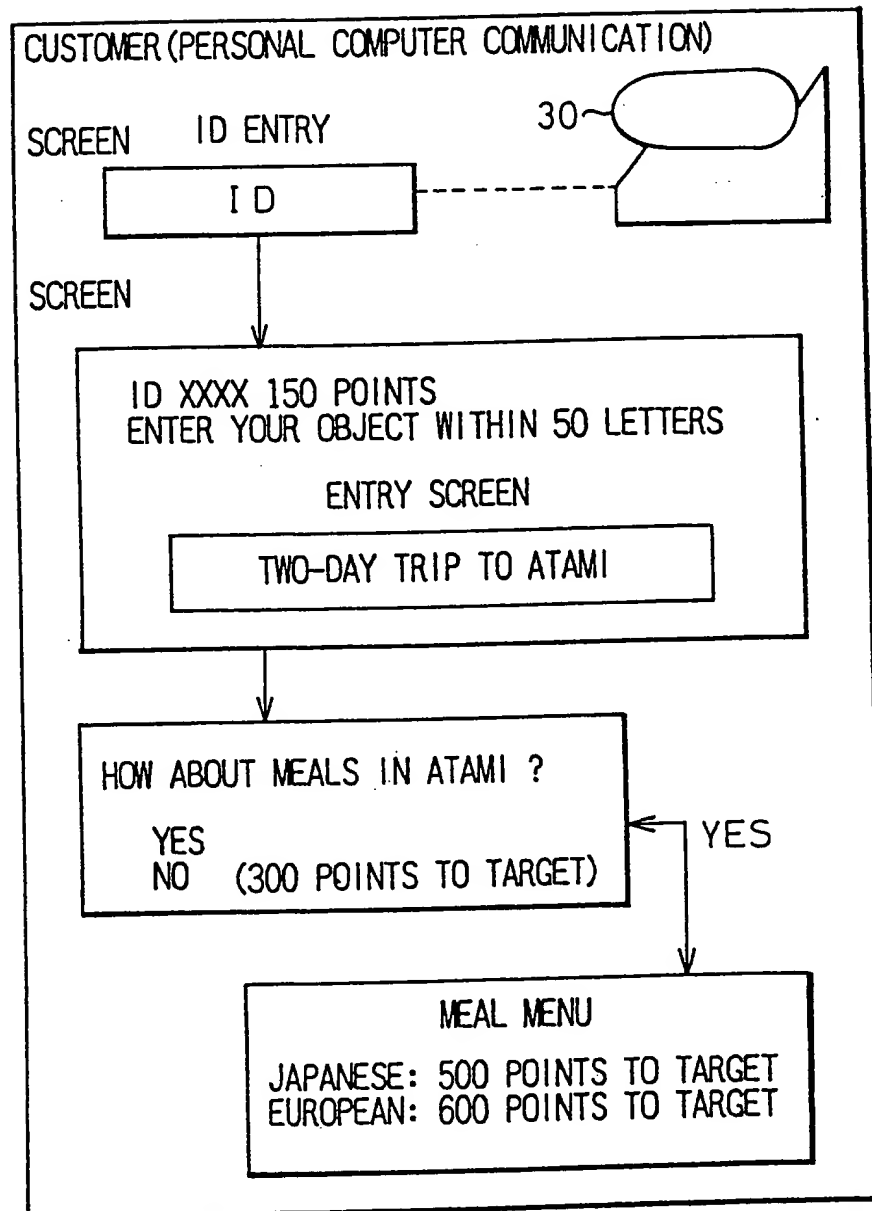 CUSTOMER(PERSONAL COMPUTER COMMUNICATION)
30
SCREEN
ID ENTRY
ID
SCREEN
ID XXXX 150 POINTS
ENTER YOUR OBJECT WITHIN 50 LETTERS
ENTRY SCREEN
TWO-DAY TRIP TO ATAMI
HOW ABOUT MEALS IN ATAMI ?
YES
NO (300 POINTS TO TARGET)
YES
MEAL MENU
JAPANESE: 500 POINTS TO TARGET
EUROPEAN: 600 POINTS TO TARGET